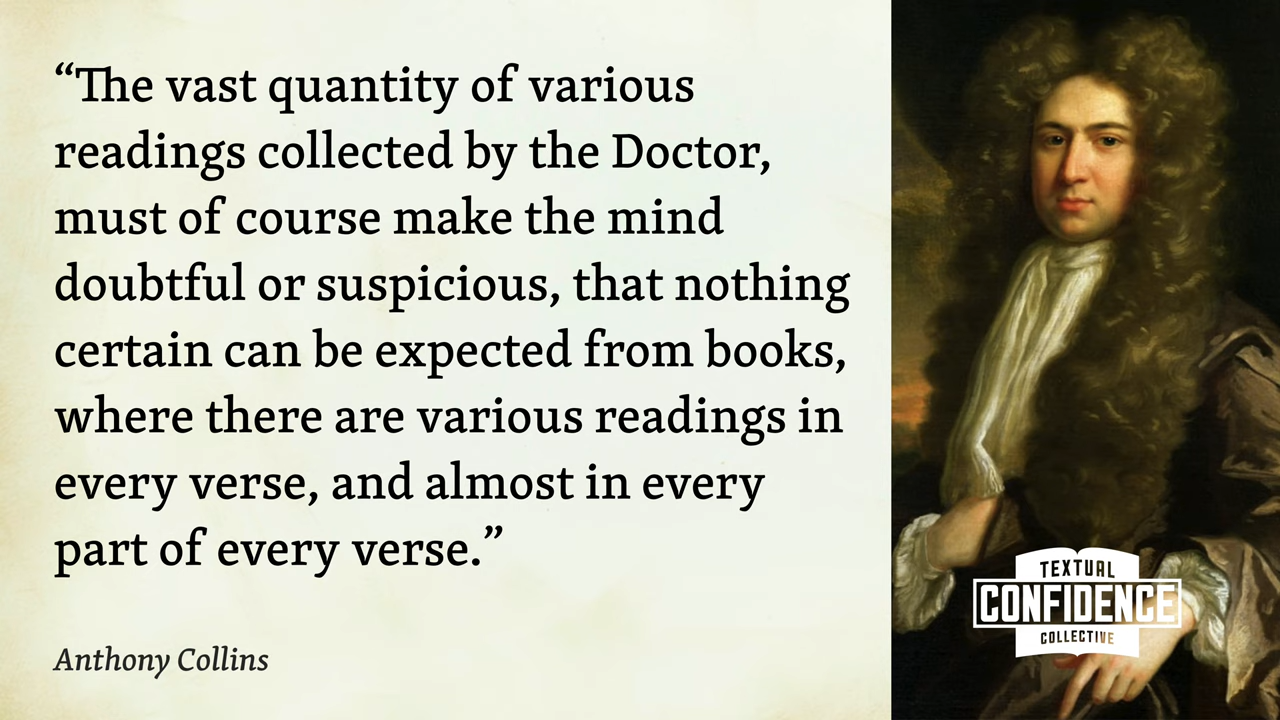 “The vast quantity of various
readings collected by the Doctor,
must of course make the mind
doubtful or suspicious, that nothing
certain can be expected from books,
where there are various readings in
every verse, and almost in every
part of every verse.”
Anthony Collins
TEXTUAL
CONFIDENCE
COLLECTIVE